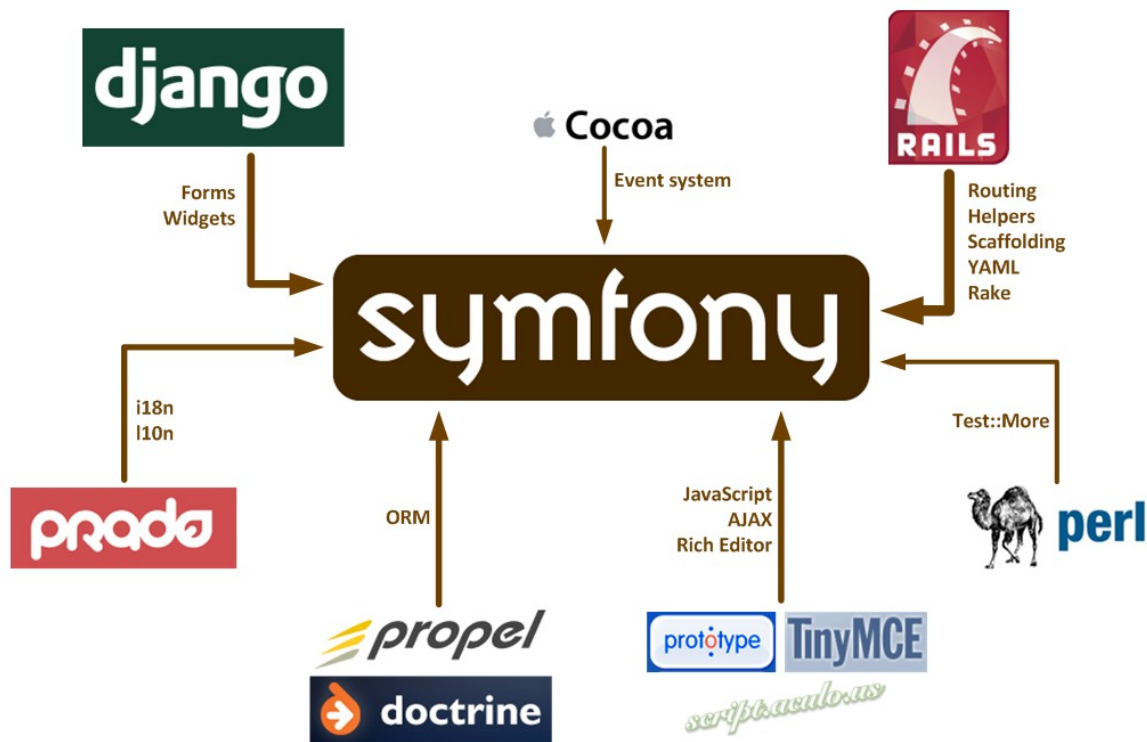 django
Cocoa
RAILS
Forms
Widgets
Event system
Routing
Helpers
Scaffolding
YAML
Rake
symfony
i18n
l10n
prado
Test::More
perl
ORM
JavaScript
AJAX
Rich Editor
propel
doctrine
prototype
TinyMCE
script.aculo.us